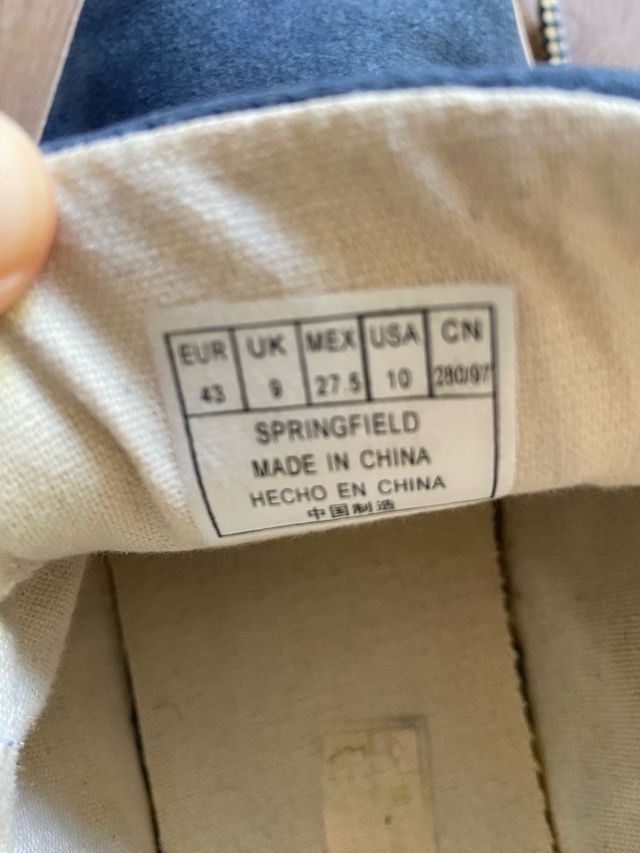 EUR UK MEX USA CN
43 9 27.5 10 280/97
SPRINGFIELD
MADE IN CHINA
HECHO EN CHINA
中国制造